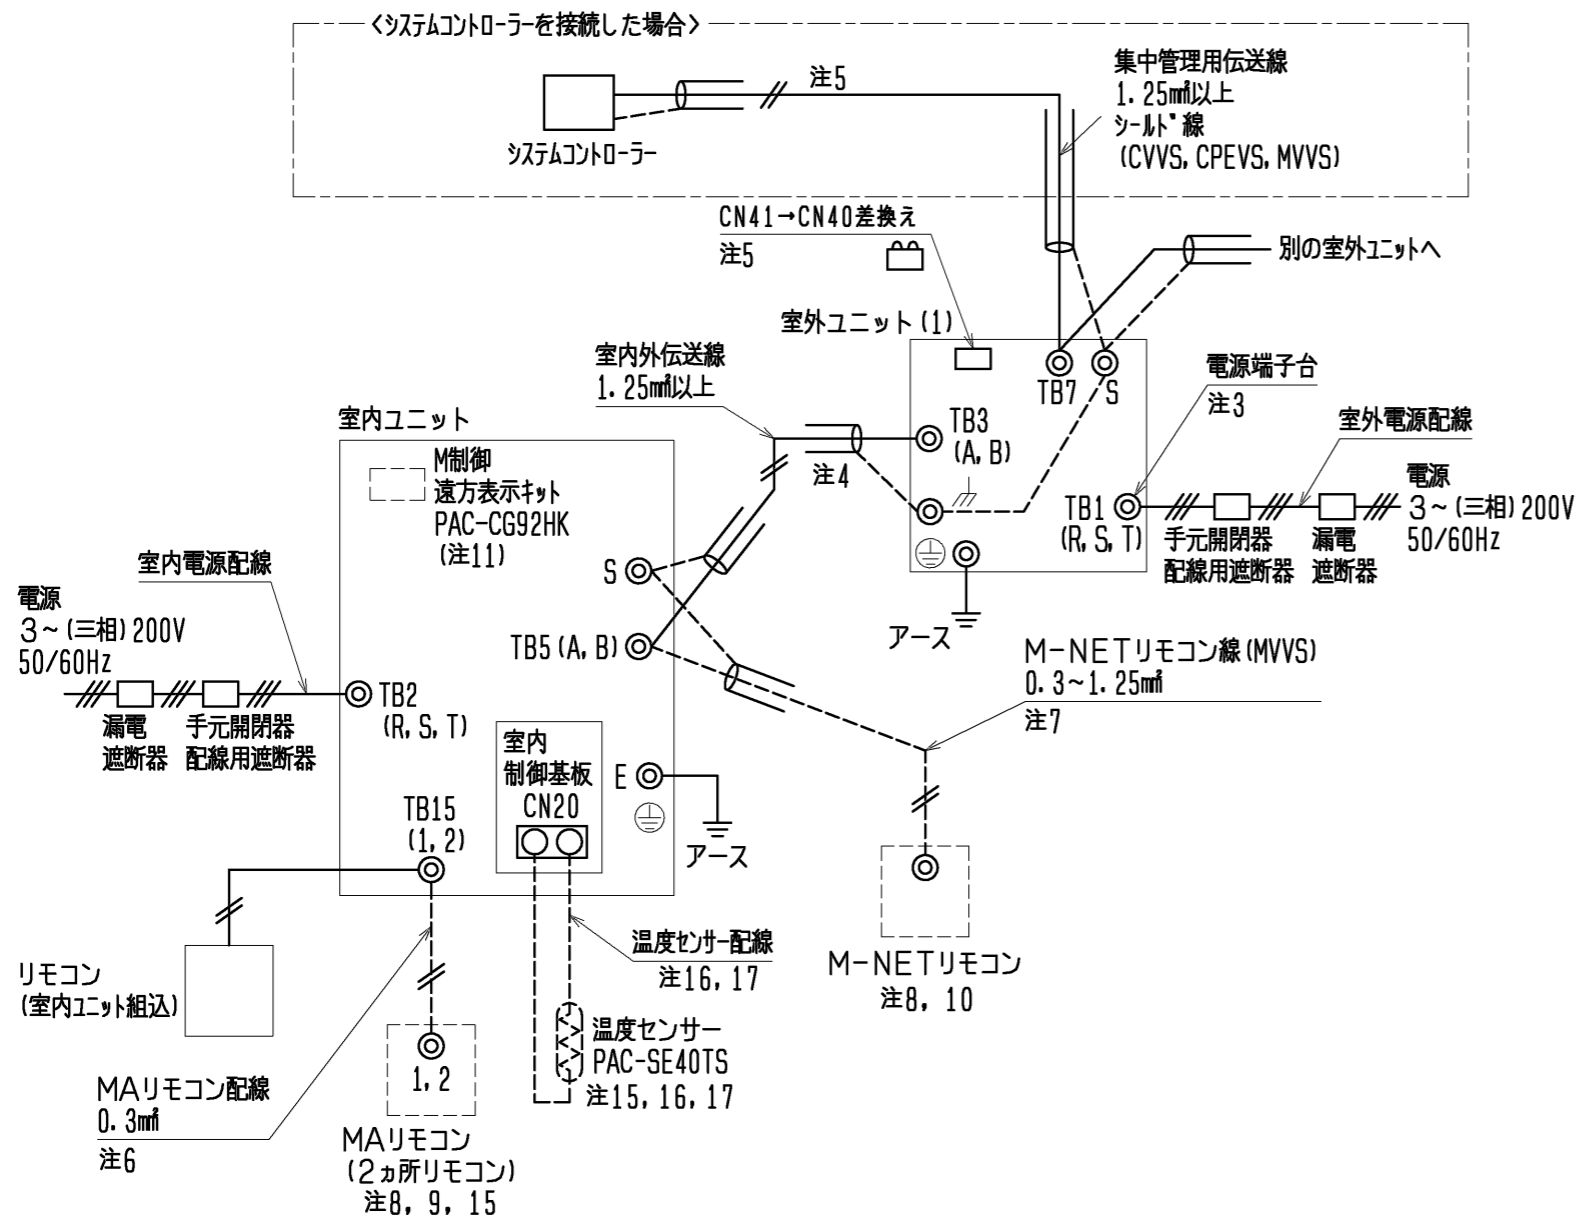 〈システムコントローラーを接続した場合〉
注5
システムコントローラー
集中管理用伝送線
1.25㎟以上
シールド線
(CVVS, CPEVS, MVVS)
CN41→CN40差換え
注5
別の室外ユニットへ
室外ユニット(1)
TB7
S
TB3
(A, B)
TB1
(R, S, T)
電源端子台
注3
室外電源配線
電源
3~(三相)200V
50/60Hz
手元開閉器
配線用遮断器
漏電
遮断器
アース
室内外伝送線
1.25㎟以上
注4
室内ユニット
M制御
遠方表示キット
PAC-CG92HK
(注11)
S
TB5(A, B)
室内電源配線
電源
3~(三相)200V
50/60Hz
漏電
遮断器
手元開閉器
配線用遮断器
TB2
(R, S, T)
室内
制御基板
CN20
E
アース
TB15
(1, 2)
M-NETリモコン線(MVVS)
0.3~1.25㎟
注7
M-NETリモコン
注8, 10
温度センサー配線
注16, 17
温度センサー
PAC-SE40TS
注15, 16, 17
リモコン
(室内ユニット組込)
MAリモコン配線
0.3㎟
注6
1, 2
MAリモコン
(2ヵ所リモコン)
注8, 9, 15